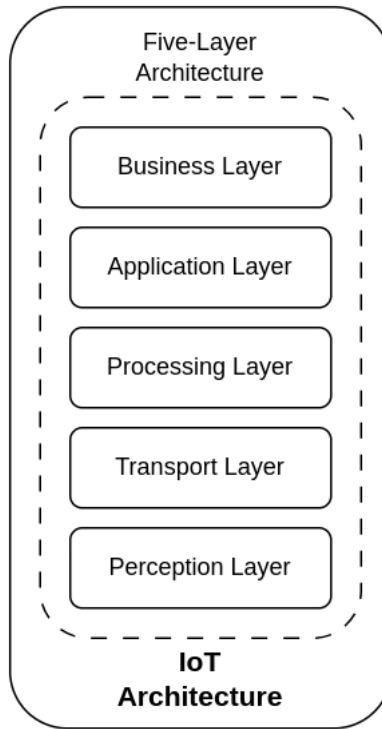 Five-Layer
Architecture
Business Layer
Application Layer
Processing Layer
Transport Layer
Perception Layer
IoT
Architecture